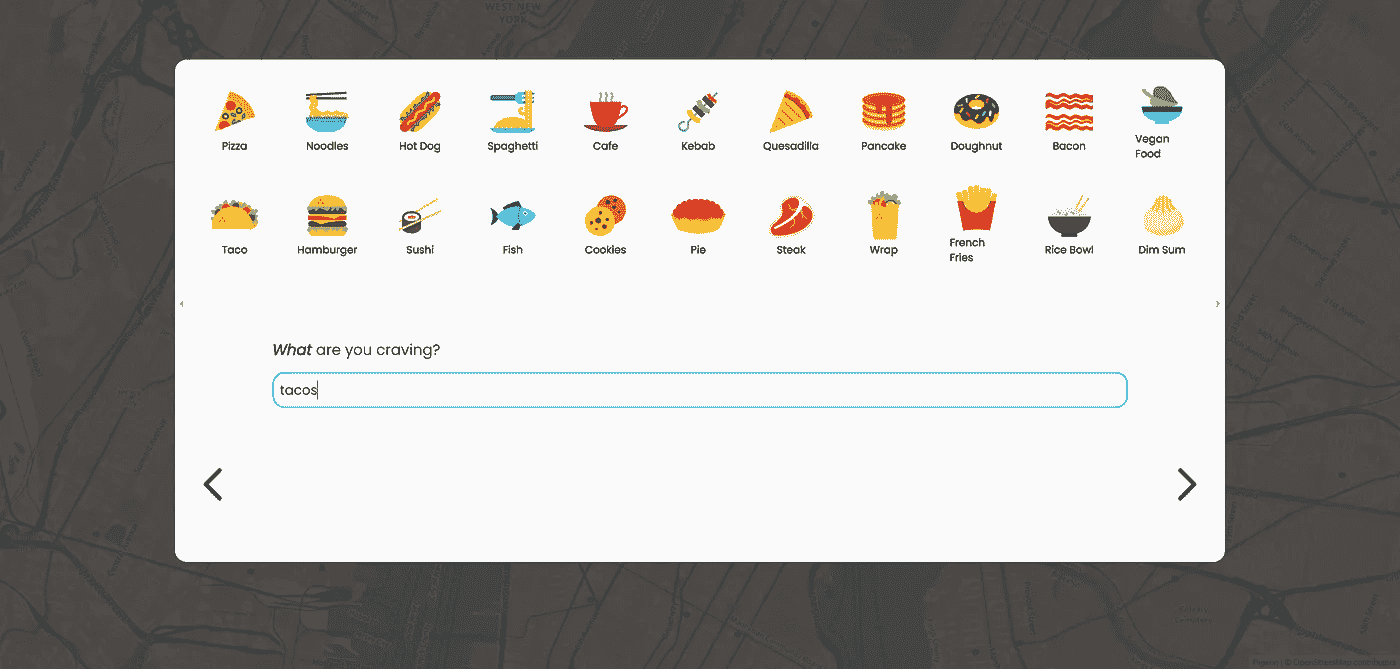 WEST NEW
YORK
Pizza
Noodles
Hot Dog
Spaghetti
Cafe
Kebab
Quesadilla
Pancake
Doughnut
Bacon
Vegan
Food
Taco
Hamburger
Sushi
Fish
Cookies
Pie
Steak
Wrap
French
Fries
Rice Bowl
Dim Sum
What are you craving?
tacos